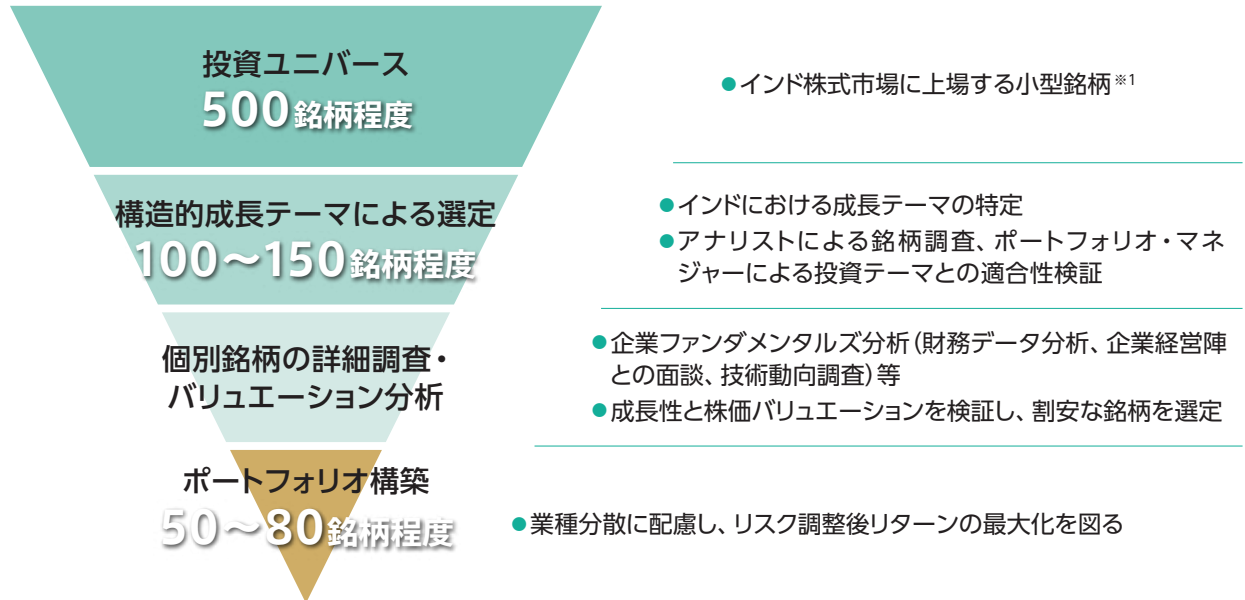 投資ユニバース
500銘柄程度
●インド株式市場に上場する小型銘柄※1
構造的成長テーマによる選定
100～150銘柄程度
●インドにおける成長テーマの特定
●アナリストによる銘柄調査、ポートフォリオ・マネ
ジャーによる投資テーマとの適合性検証
個別銘柄の詳細調査・
バリュエーション分析
●企業ファンダメンタルズ分析(財務データ分析、企業経営陣
との面談、技術動向調査)等
●成長性と株価バリュエーションを検証し、割安な銘柄を選定
ポートフォリオ構築
50～80銘柄程度
●業種分散に配慮し、リスク調整後リターンの最大化を図る